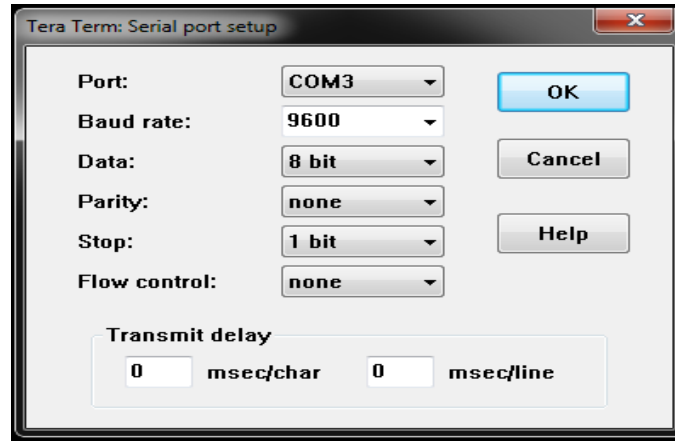 Tera Term: Serial port setup
Port: COM3 OK
Baud rate: 9600
Data: 8 bit Cancel
Parity: none
Stop: 1 bit Help
Flow control: none
Transmit delay
0 msec/char 0 msec/line